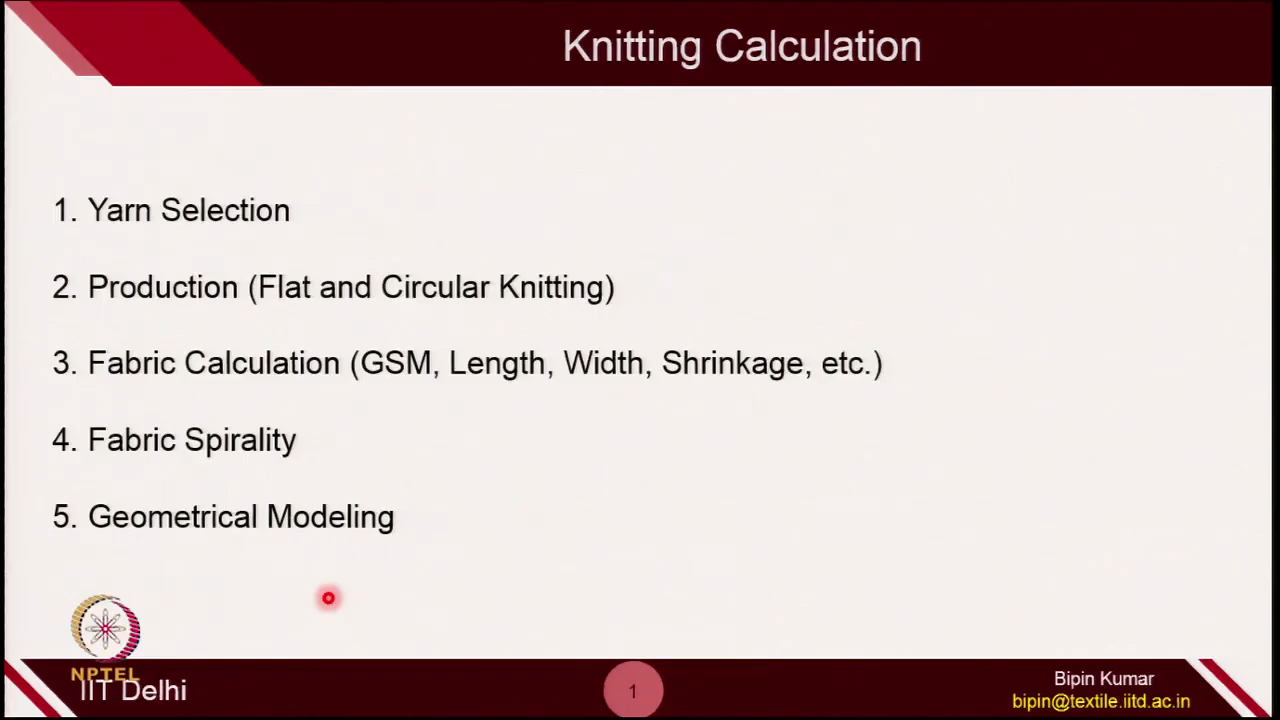 Knitting Calculation
1. Yarn Selection
2. Production (Flat and Circular Knitting)
3. Fabric Calculation (GSM, Length, Width, Shrinkage, etc.)
4. Fabric Spirality
5. Geometrical Modeling
NPTEL
IIT Delhi
1
Bipin Kumar
bipin@textile.iitd.ac.in